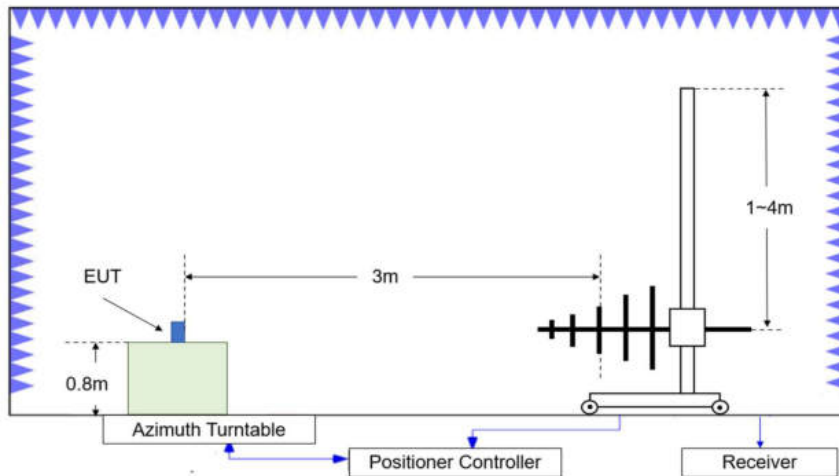 1~4m
3m
EUT
0.8m
Azimuth Turntable
Positioner Controller
Receiver